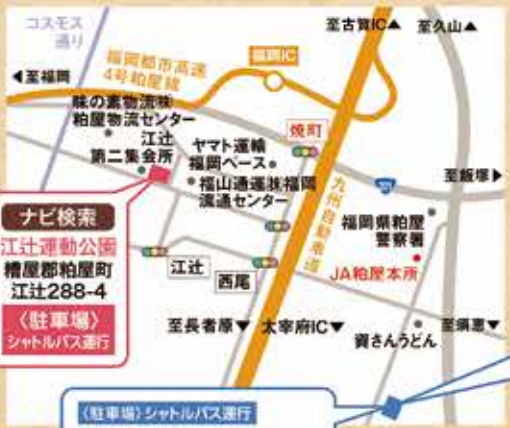 コスモス
通り
至古賀IC▲
至久山▲
福岡IC
福岡都市高速
4号粕屋線
◀至福岡
味の素物流㈱
粕屋物流センター
江辻
第二集会所
ヤマト運輸
福岡ベース
焼町
福山通運㈱福岡
流通センター
九州自動車道
201
至飯塚▶
福岡県粕屋
警察署
JA粕屋本所
ナビ検索
江辻運動公園
糟屋郡粕屋町
江辻288-4
〈駐車場〉
シャトルバス運行
江辻
西尾
至長者原▼
太宰府IC▼
資さんうどん
至須恵▼
〈駐車場〉シャトルバス運行